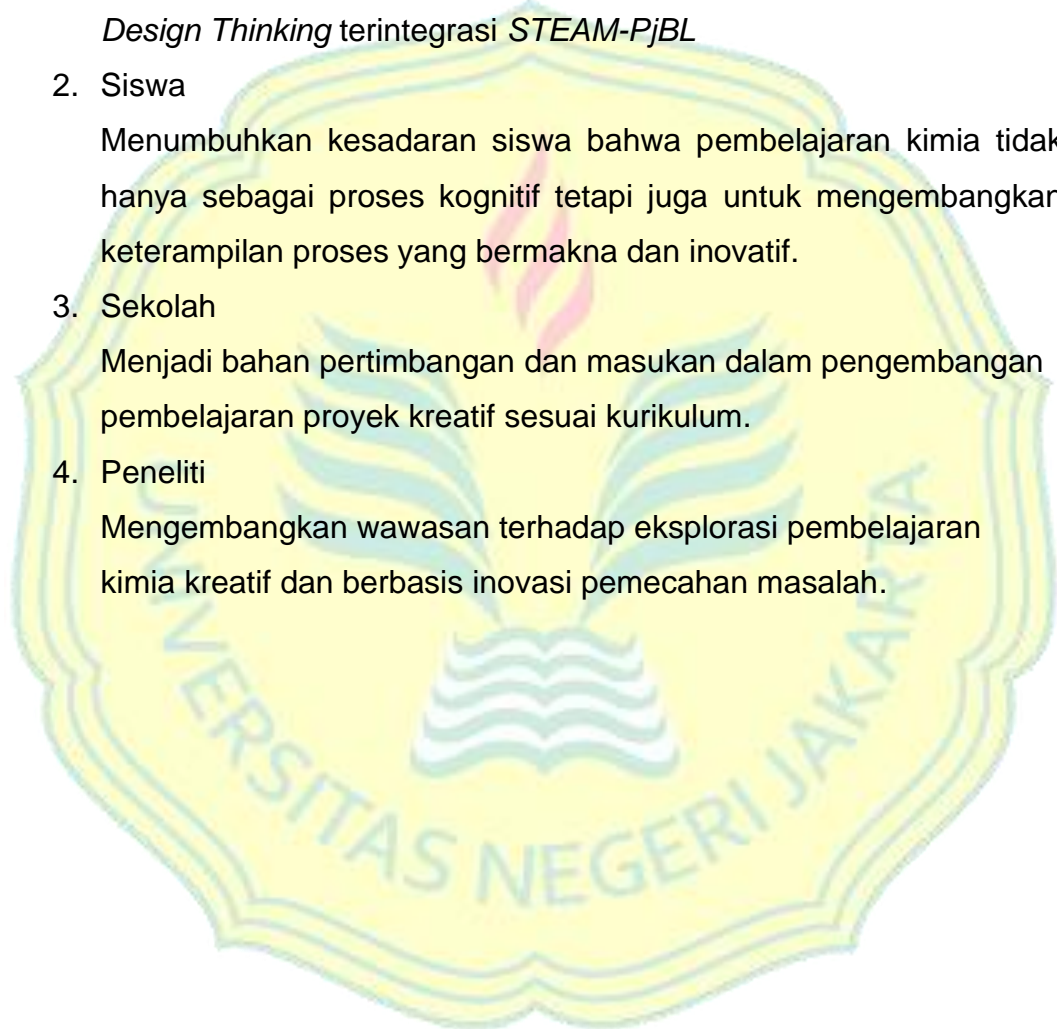 Design Thinking terintegrasi STEAM-PjBL
2. Siswa
Menumbuhkan kesadaran siswa bahwa pembelajaran kimia tidak
hanya sebagai proses kognitif tetapi juga untuk mengembangkan
keterampilan proses yang bermakna dan inovatif.
3. Sekolah
Menjadi bahan pertimbangan dan masukan dalam pengembangan
pembelajaran proyek kreatif sesuai kurikulum.
4. Peneliti
Mengembangkan wawasan terhadap eksplorasi pembelajaran
kimia kreatif dan berbasis inovasi pemecahan masalah.
UNIVERSITAS NEGERI JAKARTA